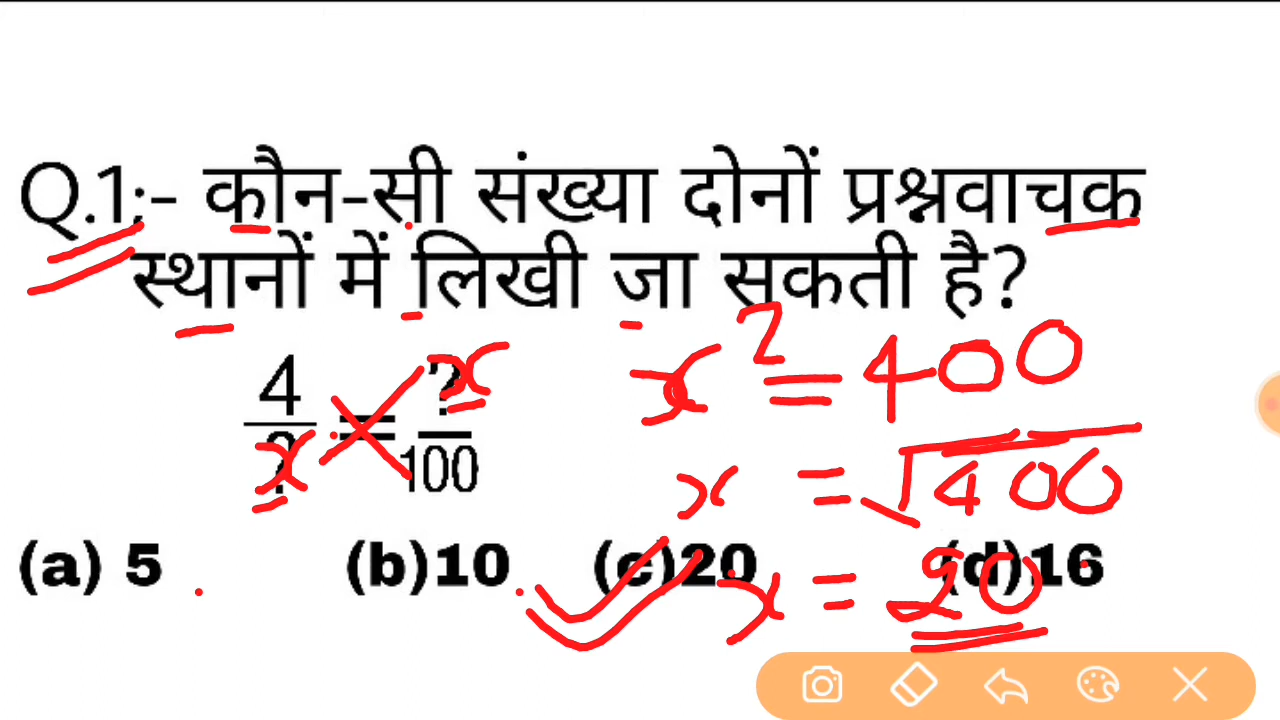 Q.1:- कौन-सी संख्या दोनों प्रश्नवाचक
स्थानों में लिखी जा सकती है?
4/? = ?/100
x x
x² = 400
x = √400
x = 20
(a) 5 (b)10 (c)20 (d)16